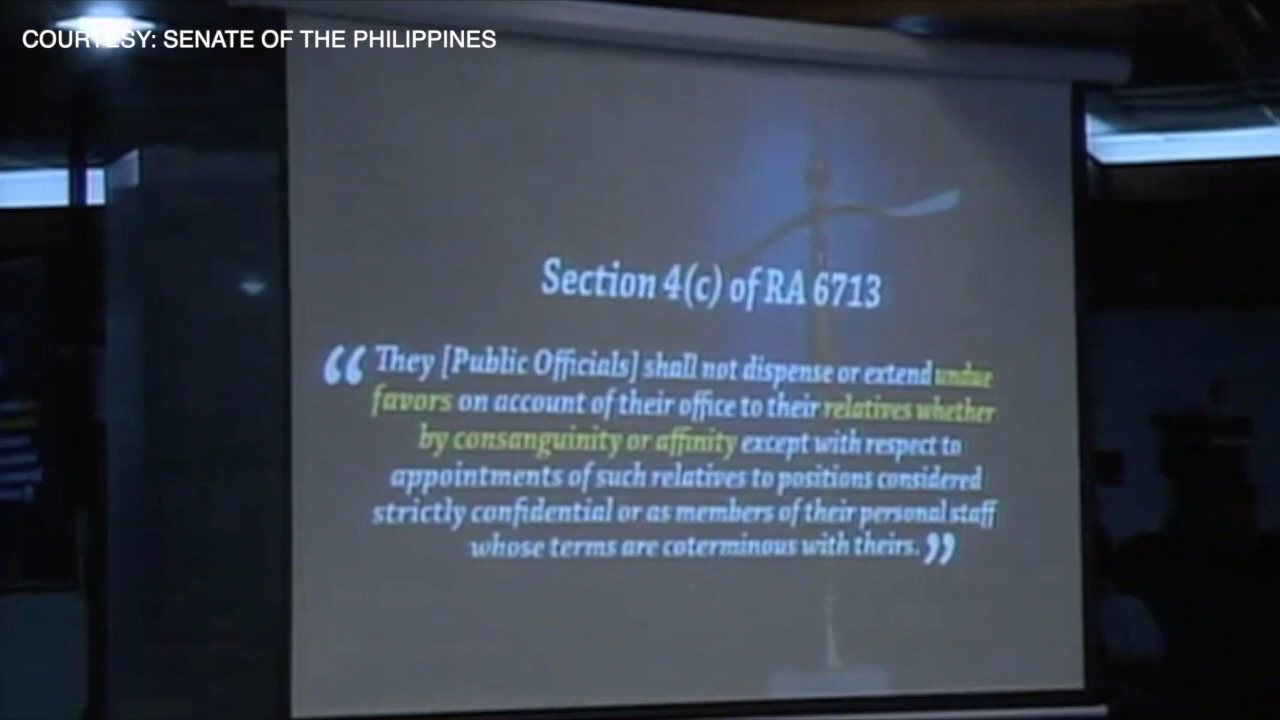 COURTESY: SENATE OF THE PHILIPPINES
Section 4(c) of RA 6713
“ They [Public Officials] shall not dispense or extend undue
favors on account of their office to their relatives whether
by consanguinity or affinity except with respect to
appointments of such relatives to positions considered
strictly confidential or as members of their personal staff
whose terms are coterminous with theirs. ”